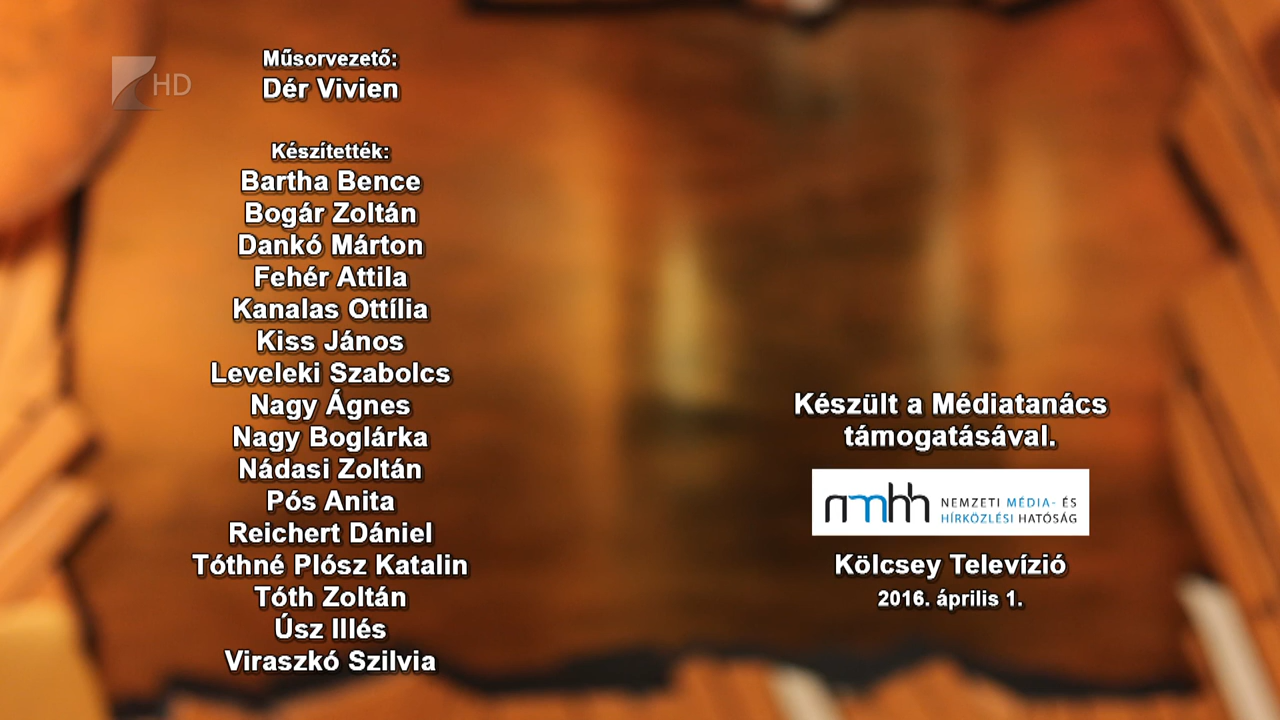 HD
Műsorvezető:
Dér Vivien
Készítették:
Bartha Bence
Bogár Zoltán
Dankó Márton
Fehér Attila
Kanalas Ottília
Kiss János
Leveleki Szabolcs
Nagy Ágnes
Nagy Boglárka
Nádasi Zoltán
Pós Anita
Reichert Dániel
Tóthné Plósz Katalin
Tóth Zoltán
Úsz Illés
Viraszkó Szilvia
Készült a Médiatanács
támogatásával.
nmhh NEMZETI MÉDIA- ÉS
HÍRKÖZLÉSI HATÓSÁG
Kölcsey Televízió
2016. április 1.